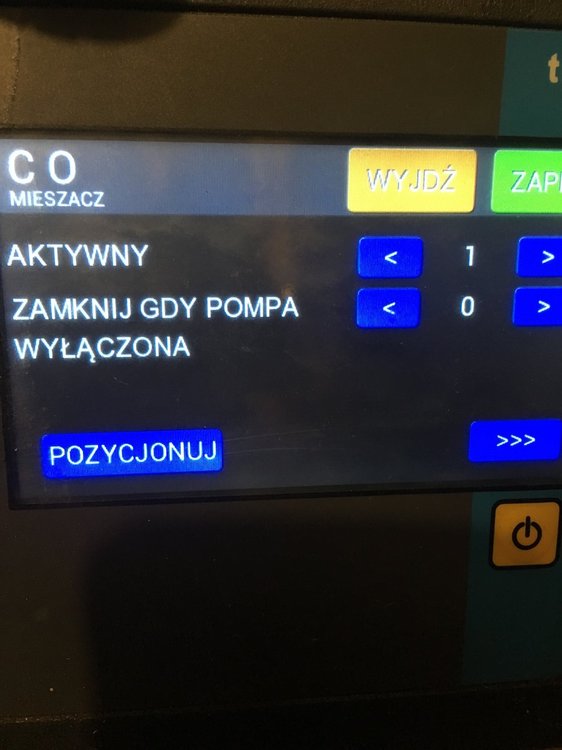 t
C O
MIESZACZ
WYJDŹ
AKTYWNY < 1 >
ZAMKNIJ GDY POMPA < 0 >
WYŁĄCZONA
POZYCJONUJ
>>>